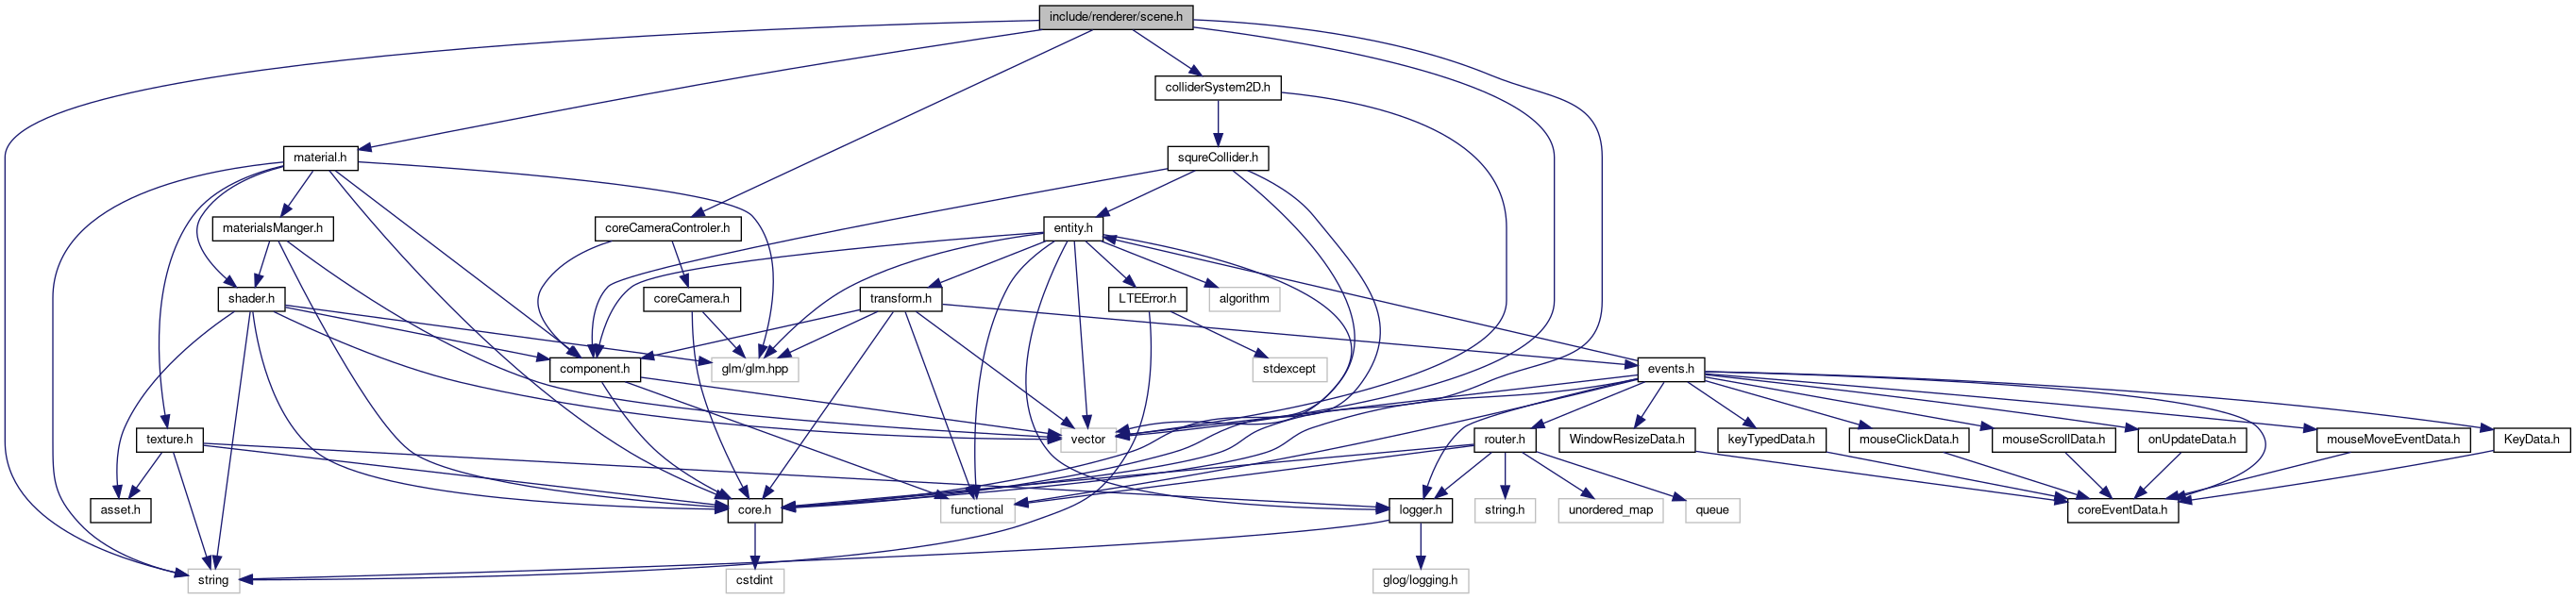 include/renderer/scene.h
colliderSystem2D.h
material.h
squreCollider.h
materialsManger.h
coreCameraControler.h
entity.h
shader.h
coreCamera.h
transform.h
LTEError.h
algorithm
component.h
glm/glm.hpp
stdexcept
events.h
texture.h
vector
router.h
WindowResizeData.h
keyTypedData.h
mouseClickData.h
mouseScrollData.h
onUpdateData.h
mouseMoveEventData.h
KeyData.h
asset.h
core.h
functional
logger.h
string.h
unordered_map
queue
coreEventData.h
string
cstdint
glog/logging.h